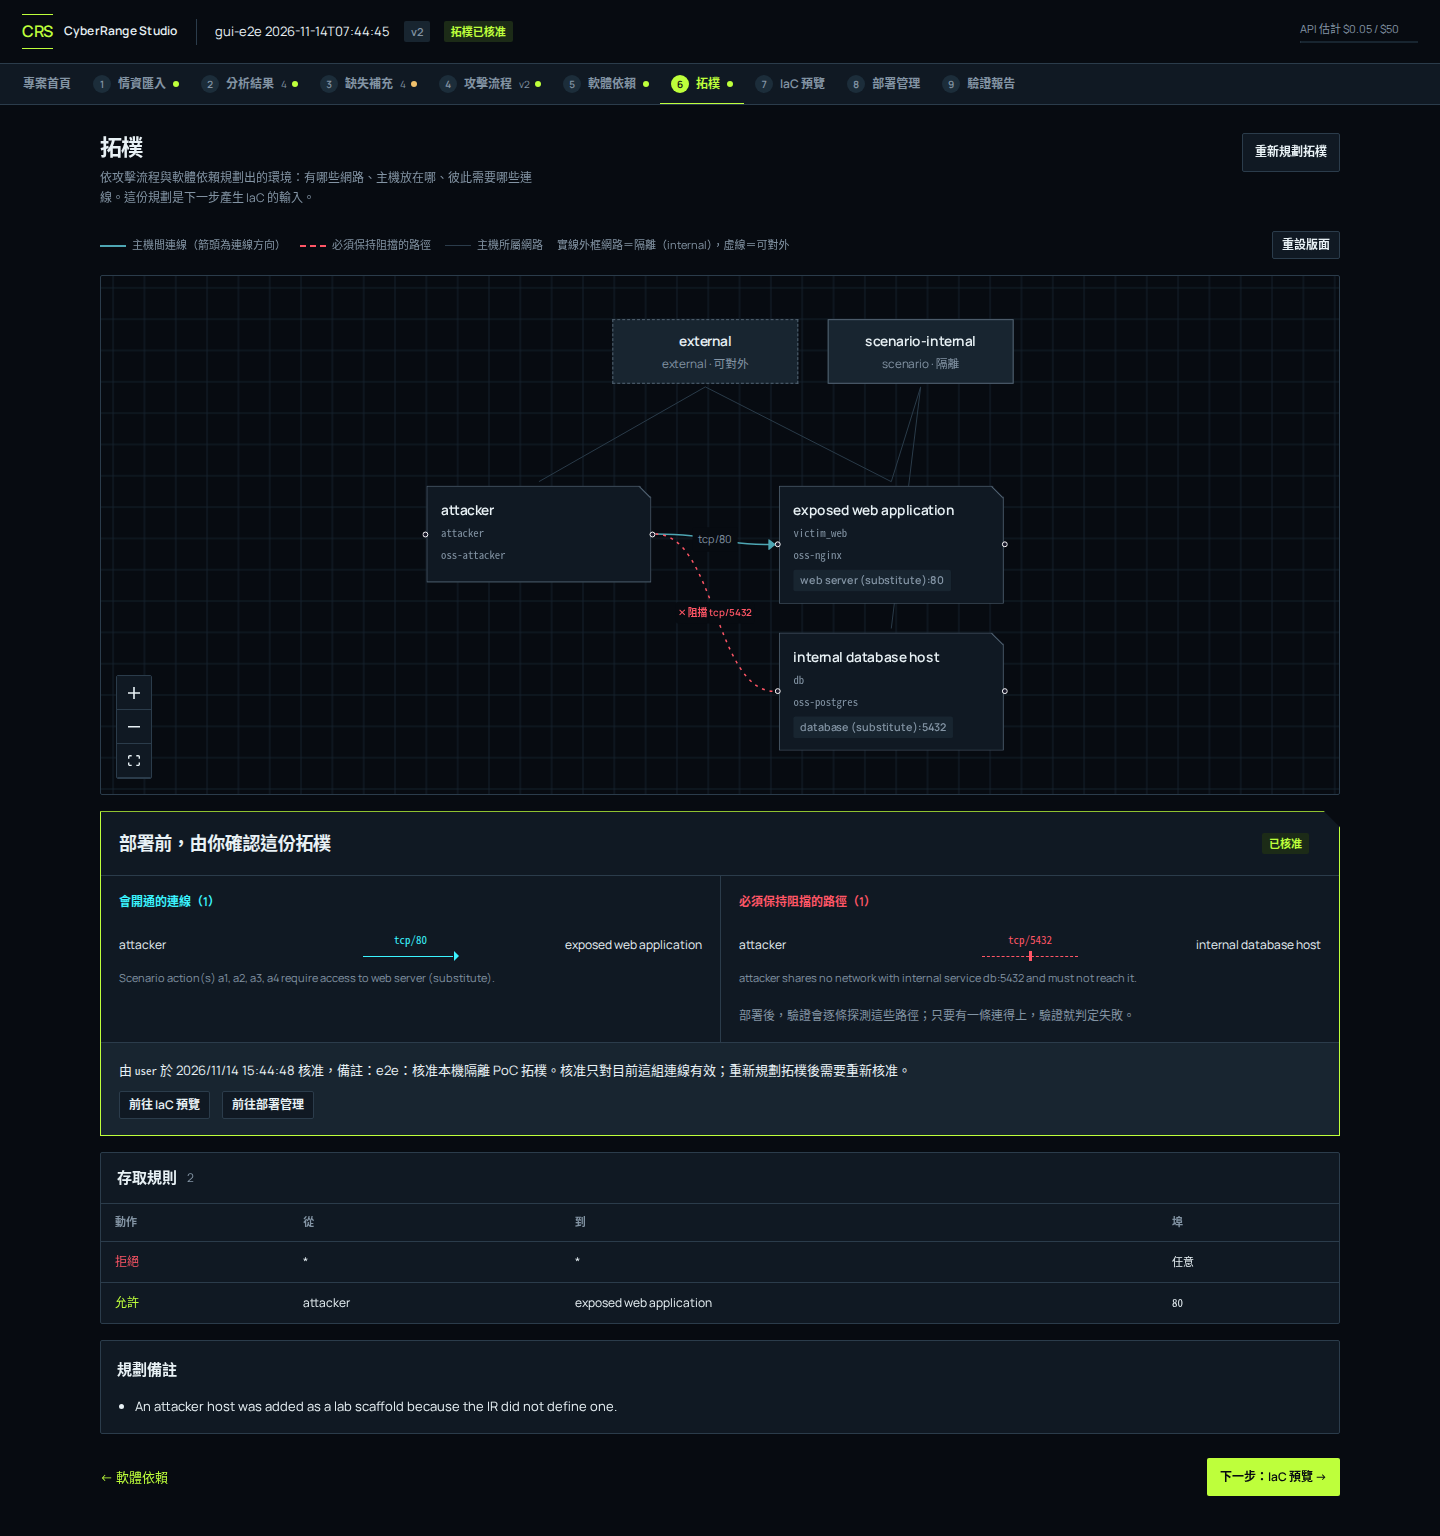 CRS CyberRange Studio gui-e2e 2026-11-14T07:44:45 v2 拓樸已核准 API 估計 $0.05 / $50
專案首頁 1 情資匯入 2 分析結果 4 3 缺失補充 4 4 攻擊流程 v2 5 軟體依賴 6 拓樸 7 IaC 預覽 8 部署管理 9 驗證報告
拓樸
重新規劃拓樸
依攻擊流程與軟體依賴規劃出的環境：有哪些網路、主機放在哪、彼此需要哪些連
線。這份規劃是下一步產生 IaC 的輸入。
主機間連線（箭頭為連線方向） 必須保持阻擋的路徑 主機所屬網路 實線外框網路＝隔離（internal），虛線＝可對外
重設版面
external
external · 可對外
scenario-internal
scenario · 隔離
attacker
attacker
oss-attacker
tcp/80
exposed web application
victim_web
oss-nginx
web server (substitute):80
✕ 阻擋 tcp/5432
internal database host
db
oss-postgres
database (substitute):5432
部署前，由你確認這份拓樸
已核准
會開通的連線（1）
attacker tcp/80 exposed web application
Scenario action(s) a1, a2, a3, a4 require access to web server (substitute).
必須保持阻擋的路徑（1）
attacker tcp/5432 internal database host
attacker shares no network with internal service db:5432 and must not reach it.
部署後，驗證會逐條探測這些路徑；只要有一條連得上，驗證就判定失敗。
由 user 於 2026/11/14 15:44:48 核准，備註：e2e：核准本機隔離 PoC 拓樸。核准只對目前這組連線有效；重新規劃拓樸後需要重新核准。
前往 IaC 預覽 前往部署管理
存取規則 2
動作 從 到 埠
拒絕 * * 任意
允許 attacker exposed web application 80
規劃備註
• An attacker host was added as a lab scaffold because the IR did not define one.
← 軟體依賴
下一步：IaC 預覽 →